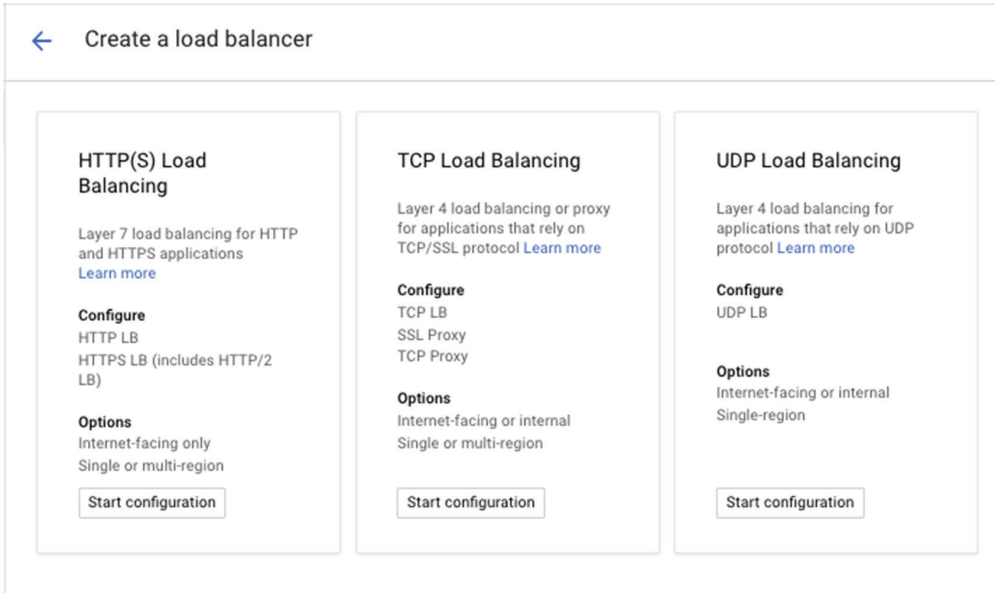 Create a load balancer
HTTP(S) Load
Balancing
Layer 7 load balancing for HTTP
and HTTPS applications
Learn more
Configure
HTTP LB
HTTPS LB (includes HTTP/2
LB)
Options
Internet-facing only
Single or multi-region
Start configuration
TCP Load Balancing
Layer 4 load balancing or proxy
for applications that rely on
TCP/SSL protocol Learn more
Configure
TCP LB
SSL Proxy
TCP Proxy
Options
Internet-facing or internal
Single or multi-region
Start configuration
UDP Load Balancing
Layer 4 load balancing for
applications that rely on UDP
protocol Learn more
Configure
UDP LB
Options
Internet-facing or internal
Single-region
Start configuration